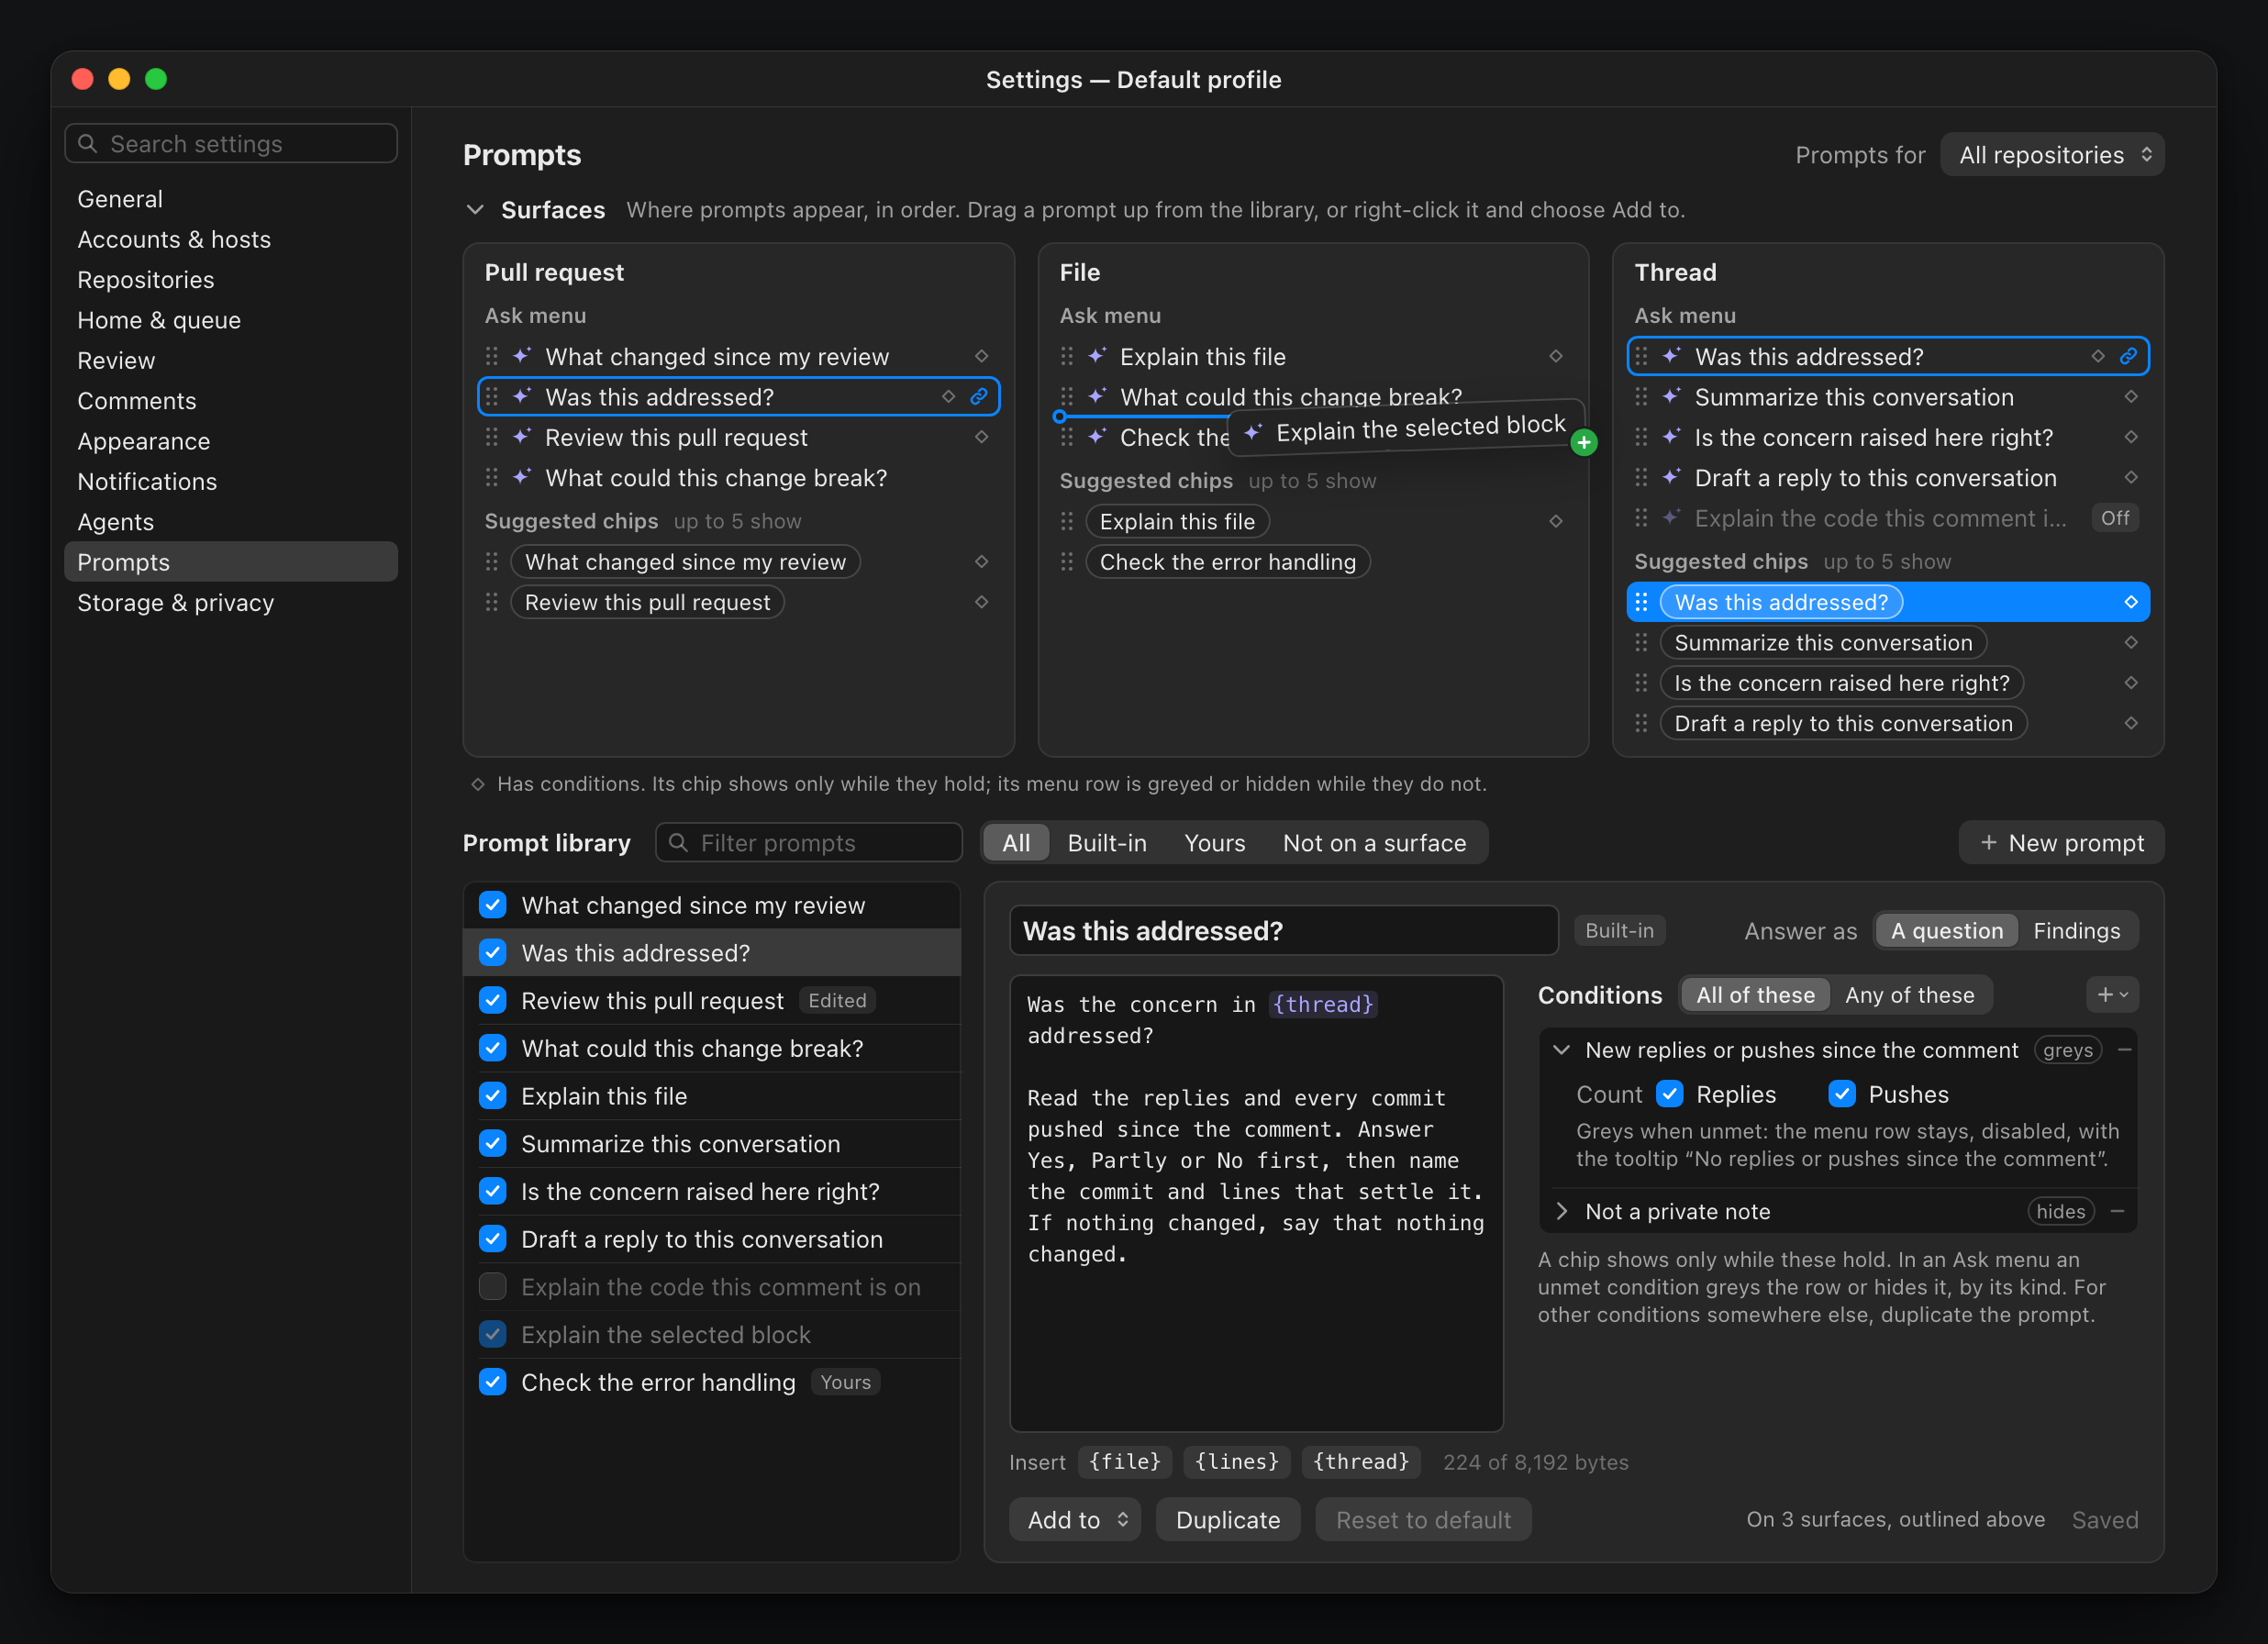 Settings — Default profile
Search settings
General
Accounts & hosts
Repositories
Home & queue
Review
Comments
Appearance
Notifications
Agents
Prompts
Storage & privacy
Prompts
Prompts for All repositories
Surfaces Where prompts appear, in order. Drag a prompt up from the library, or right-click it and choose Add to.
Pull request
Ask menu
What changed since my review
Was this addressed?
Review this pull request
What could this change break?
Suggested chips up to 5 show
What changed since my review
Review this pull request
File
Ask menu
Explain this file
What could this change break?
Explain the selected block
Check the
Suggested chips up to 5 show
Explain this file
Check the error handling
Thread
Ask menu
Was this addressed?
Summarize this conversation
Is the concern raised here right?
Draft a reply to this conversation
Explain the code this comment i... Off
Suggested chips up to 5 show
Was this addressed?
Summarize this conversation
Is the concern raised here right?
Draft a reply to this conversation
Has conditions. Its chip shows only while they hold; its menu row is greyed or hidden while they do not.
Prompt library Filter prompts All Built-in Yours Not on a surface + New prompt
What changed since my review
Was this addressed?
Review this pull request Edited
What could this change break?
Explain this file
Summarize this conversation
Is the concern raised here right?
Draft a reply to this conversation
Explain the code this comment is on
Explain the selected block
Check the error handling Yours
Was this addressed? Built-in Answer as A question Findings
Was the concern in {thread}
addressed?
Read the replies and every commit
pushed since the comment. Answer
Yes, Partly or No first, then name
the commit and lines that settle it.
If nothing changed, say that nothing
changed.
Conditions All of these Any of these
New replies or pushes since the comment greys
Count Replies Pushes
Greys when unmet: the menu row stays, disabled, with
the tooltip “No replies or pushes since the comment”.
Not a private note hides
A chip shows only while these hold. In an Ask menu an
unmet condition greys the row or hides it, by its kind. For
other conditions somewhere else, duplicate the prompt.
Insert {file} {lines} {thread} 224 of 8,192 bytes
Add to Duplicate Reset to default On 3 surfaces, outlined above Saved